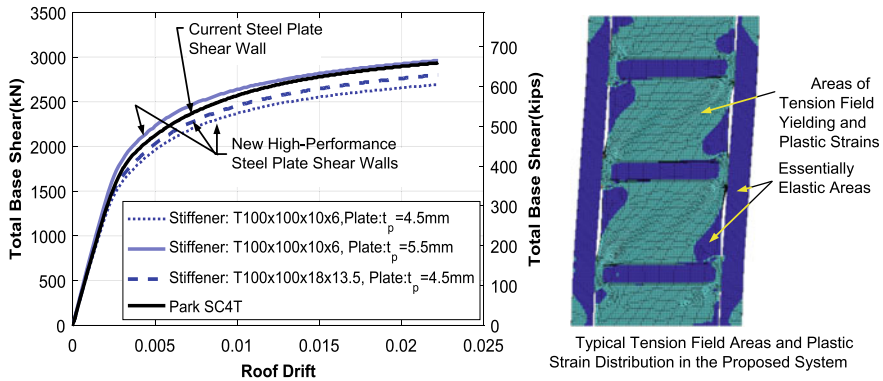 3500
3000
2500
2000
1500
1000
500
0
Total Base Shear(kN)
0
0.005
0.01
0.015
0.02
0.025
Roof Drift
700
600
500
400
300
200
100
0
Total Base Shear(kips)
Current Steel Plate
Shear Wall
New High-Performance
Steel Plate Shear Walls
Stiffener: T100x100x10x6,Plate:tp=4.5mm
Stiffener: T100x100x10x6, Plate:tp=5.5mm
Stiffener: T100x100x18x13.5, Plate:tp=4.5mm
Park SC4T
Areas of
Tension Field
Yielding and
Plastic Strains
Essentially
Elastic Areas
Typical Tension Field Areas and Plastic
Strain Distribution in the Proposed System